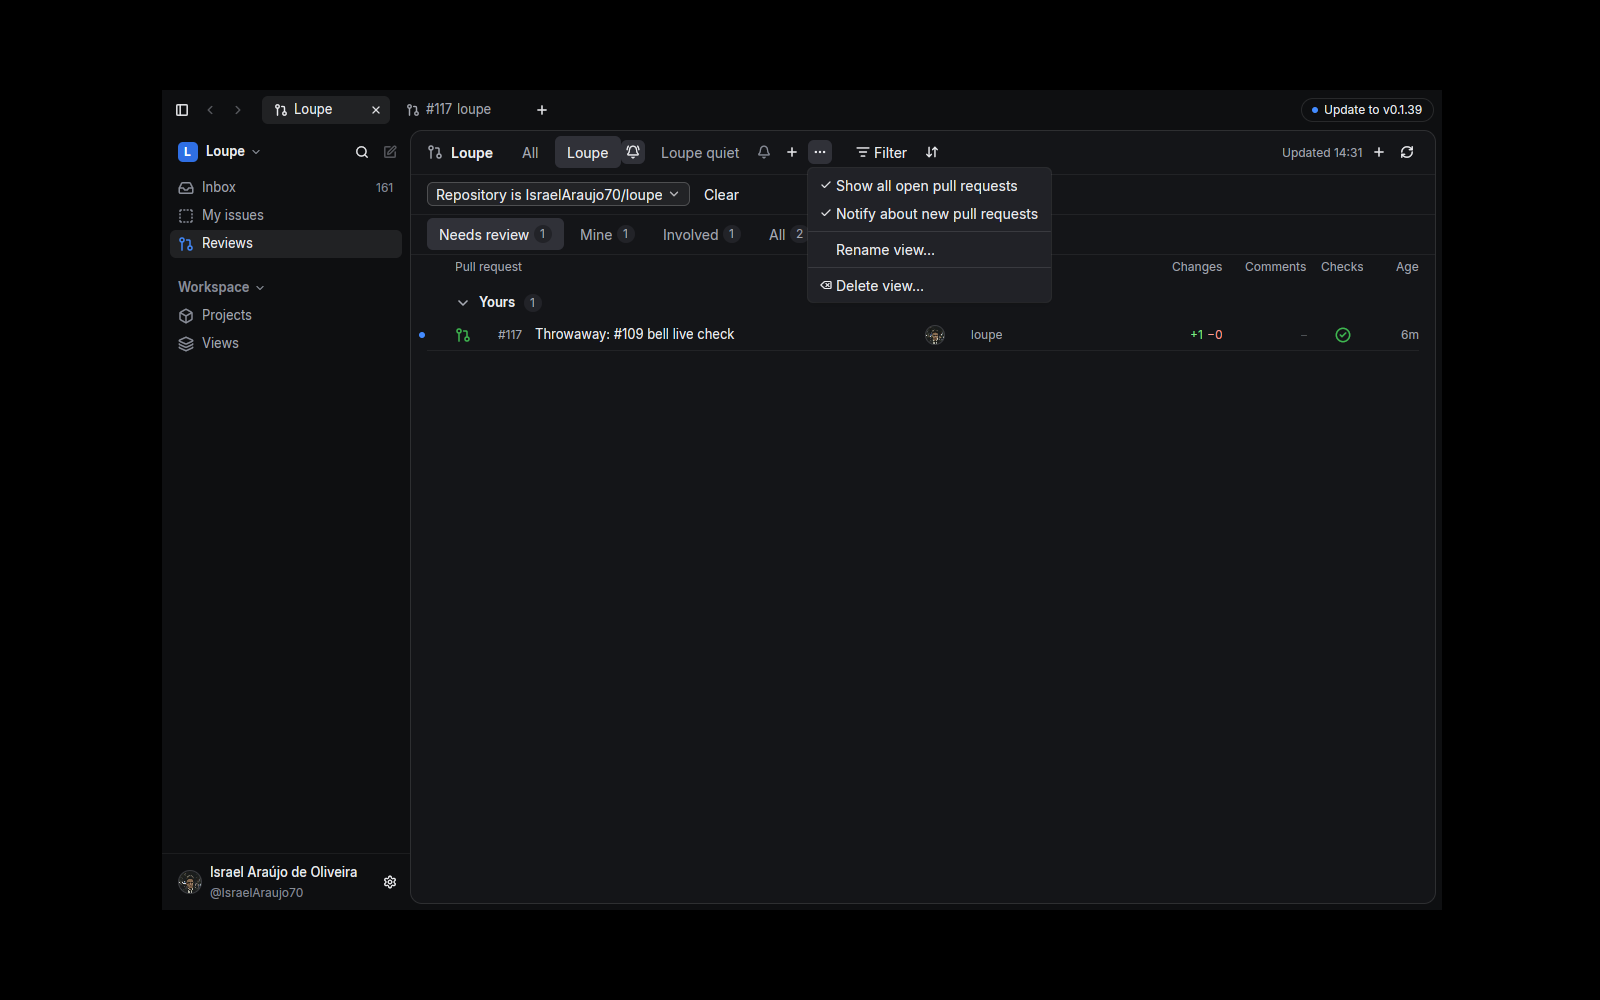 Loupe
#117 loupe
Update to v0.1.39
L Loupe
Inbox 161
My issues
Reviews
Workspace
Projects
Views
Israel Araújo de Oliveira
@IsraelAraujo70
Loupe All Loupe Loupe quiet Filter Updated 14:31
Repository is IsraelAraujo70/loupe Clear
Needs review 1 Mine 1 Involved 1 All 2
Show all open pull requests
Notify about new pull requests
Rename view...
Delete view...
Pull request Changes Comments Checks Age
Yours 1
#117 Throwaway: #109 bell live check loupe +1 −0 – 6m